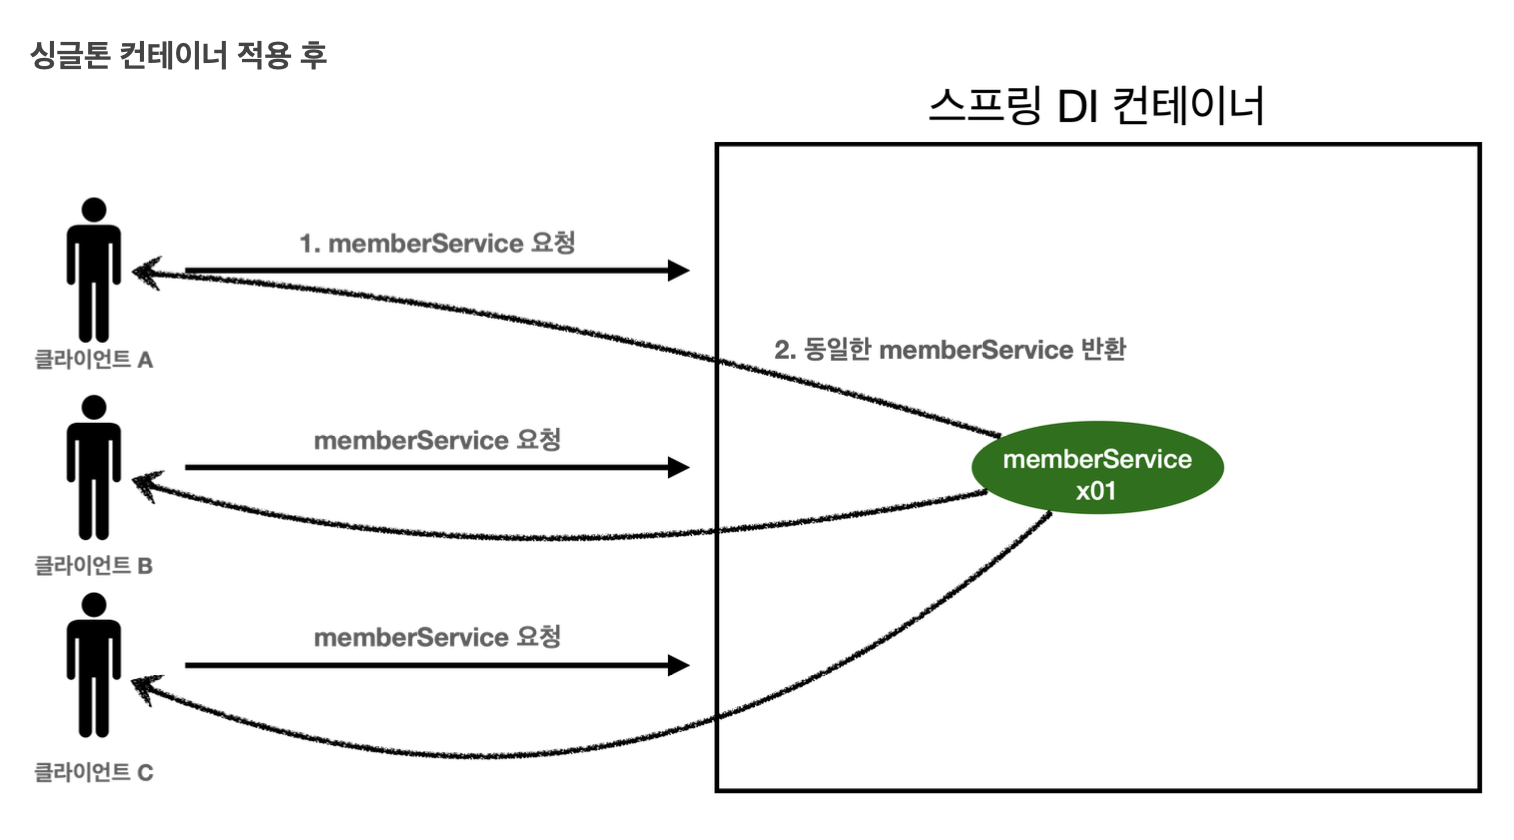 싱글톤 컨테이너 적용 후
스프링 DI 컨테이너
1. memberService 요청
클라이언트 A
2. 동일한 memberService 반환
memberService 요청
memberService
x01
클라이언트 B
memberService 요청
클라이언트 C